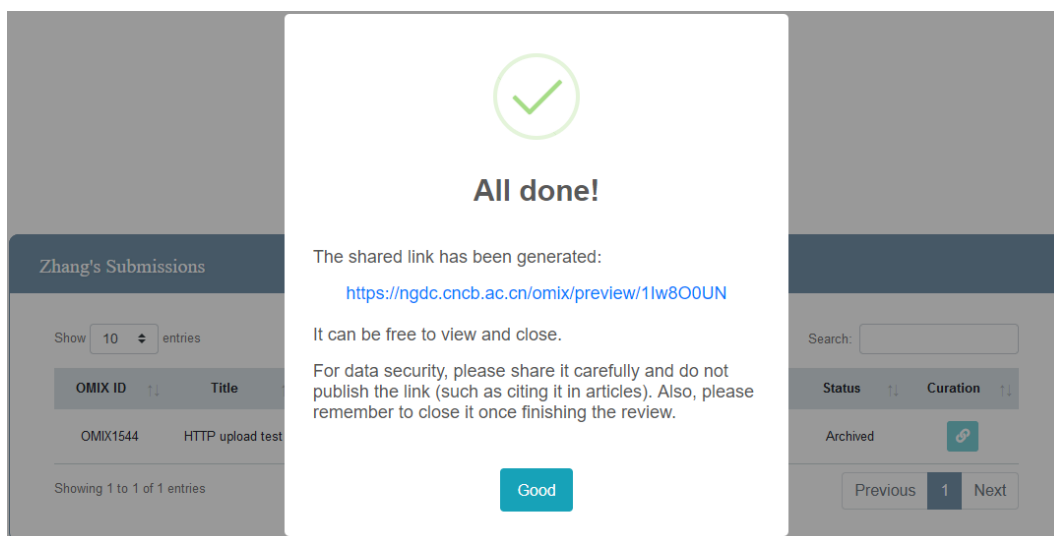 All done!
The shared link has been generated:
https://ngdc.cncb.ac.cn/omix/preview/1Iw8O0UN
It can be free to view and close.
For data security, please share it carefully and do not
publish the link (such as citing it in articles). Also, please
remember to close it once finishing the review.
Good
Zhang's Submissions
Show 10 entries
Search:
OMIX ID Title Status Curation
OMIX1544 HTTP upload test Archived
Showing 1 to 1 of 1 entries
Previous 1 Next